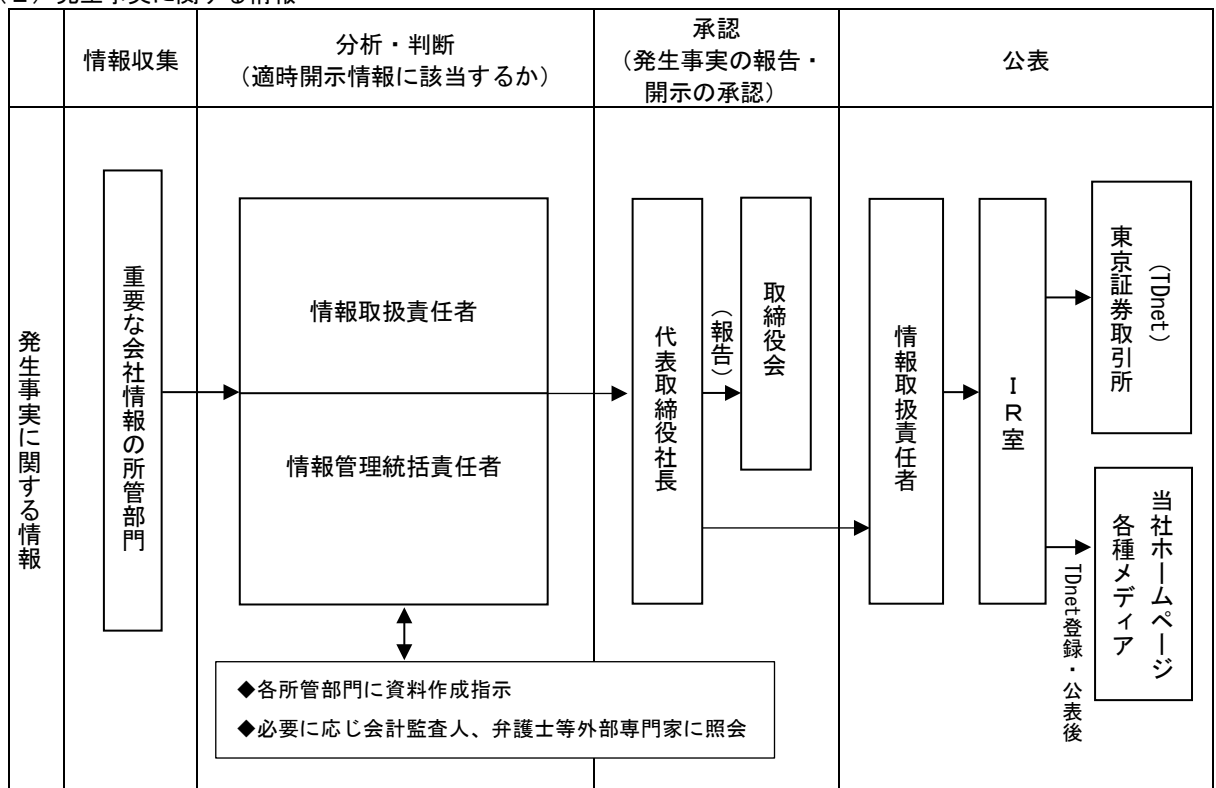 （２）発生事実に関する情報
情報収集
分析・判断
（適時開示情報に該当するか）
承認
（発生事実の報告・
開示の承認）
公表
発生事実に関する情報
重要な会社情報の所管部門
情報取扱責任者
情報管理統括責任者
◆各所管部門に資料作成指示
◆必要に応じ会計監査人、弁護士等外部専門家に照会
代表取締役社長
（報告）
取締役会
情報取扱責任者
ＩＲ室
東京証券取引所
（TDnet）
TDnet登録・公表後
当社ホームページ
各種メディア